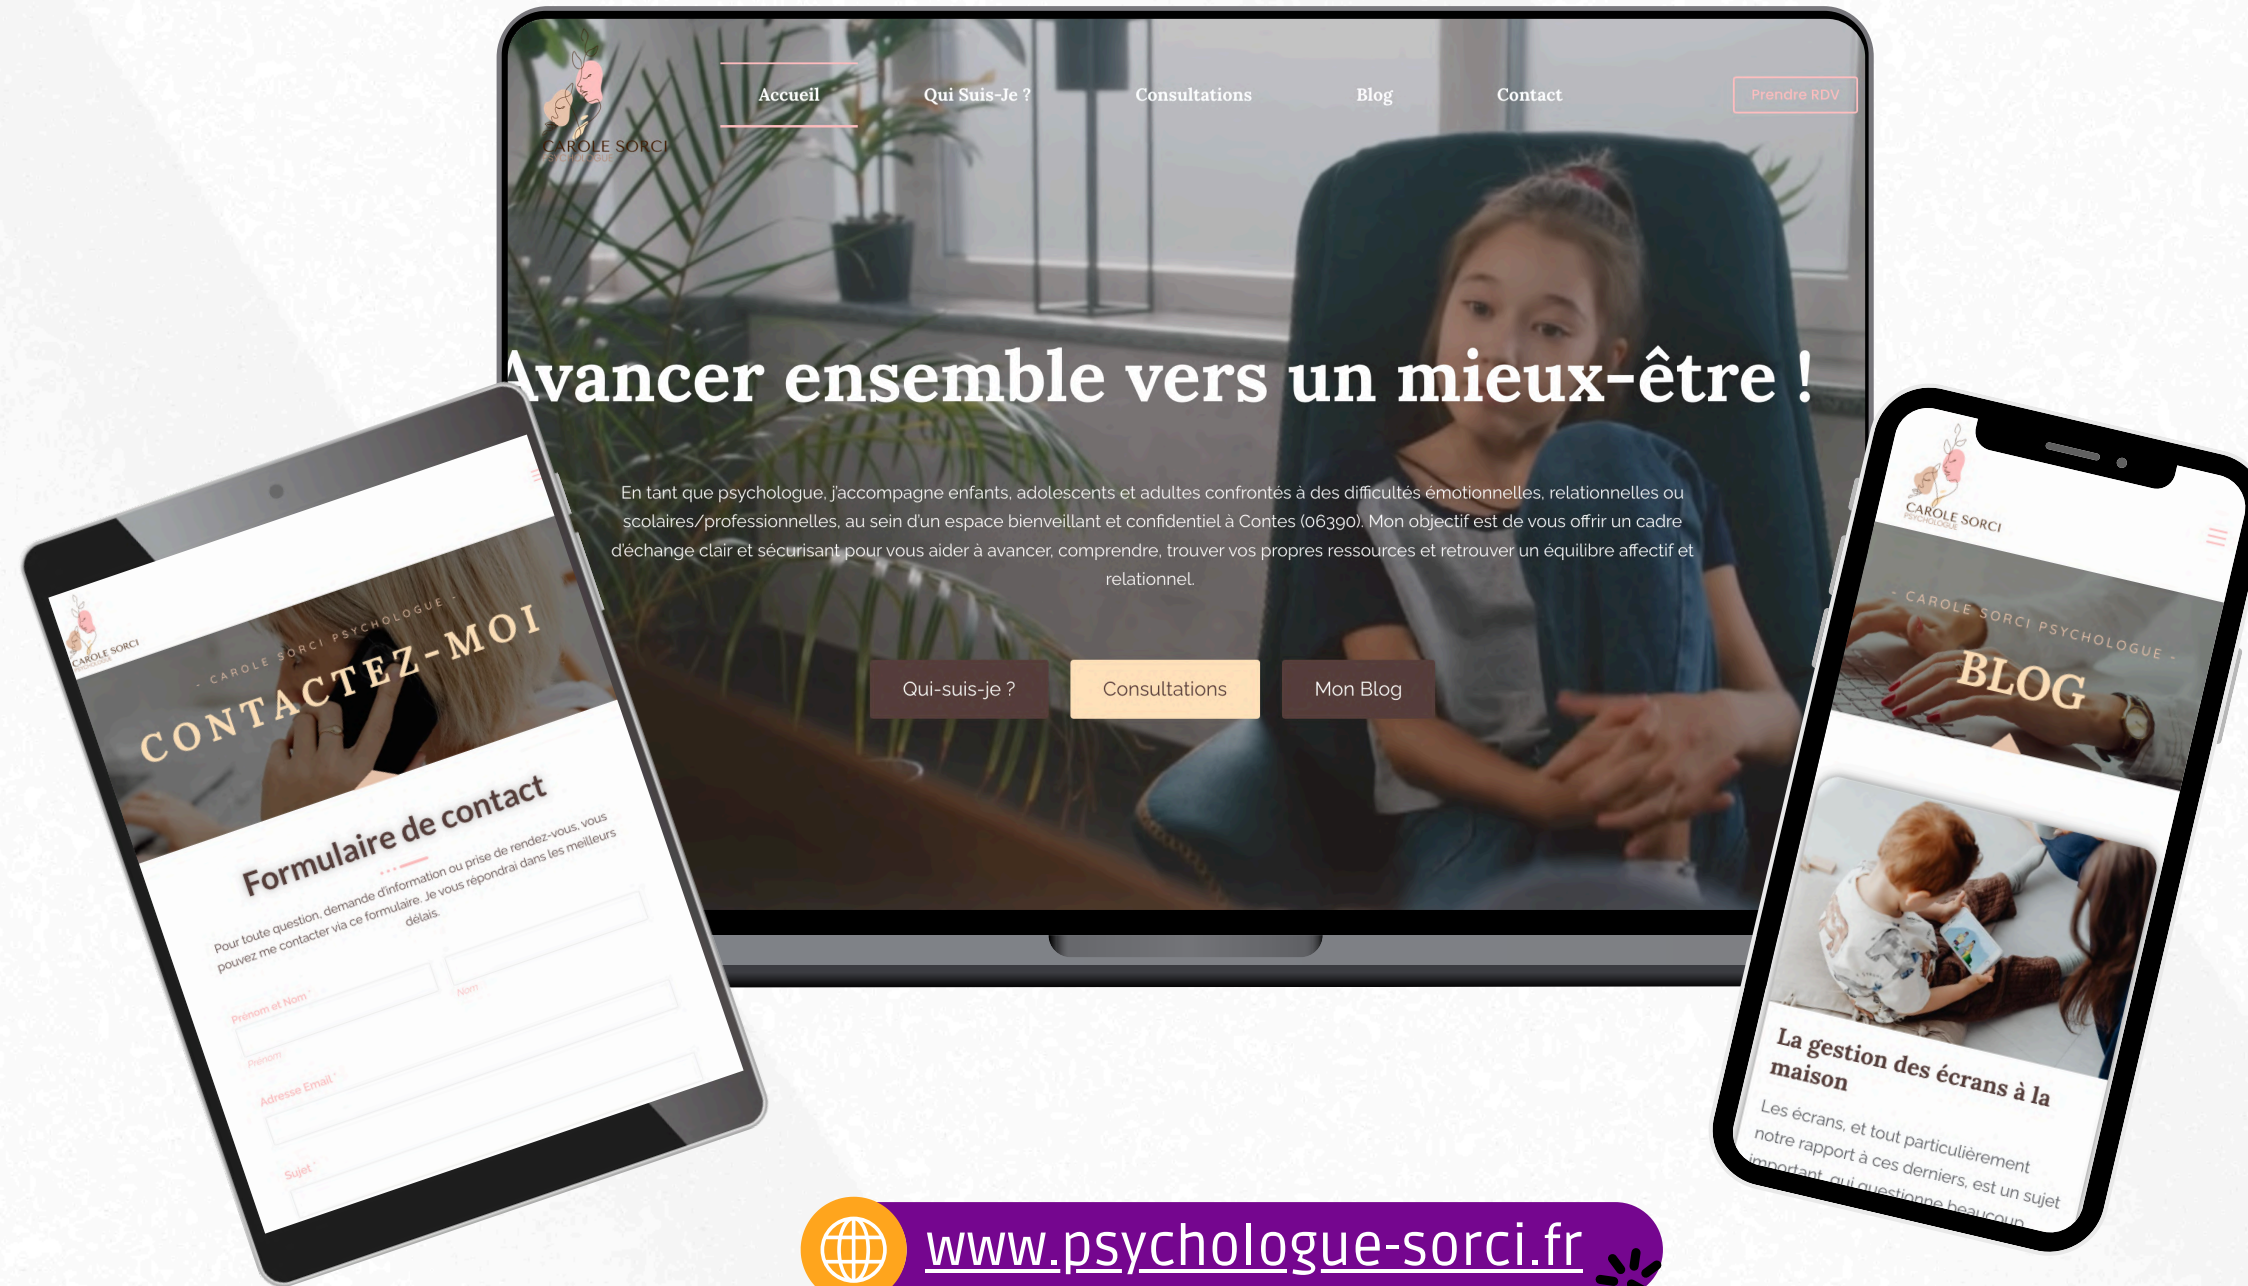 CAROLE SORCI
PSYCHOLOGUE
Accueil
Qui Suis-Je ?
Consultations
Blog
Contact
Prendre RDV
Avancer ensemble vers un mieux-être !
En tant que psychologue, j'accompagne enfants, adolescents et adultes confrontés à des difficultés émotionnelles, relationnelles ou
scolaires/professionnelles, au sein d'un espace bienveillant et confidentiel à Contes (06390). Mon objectif est de vous offrir un cadre
d'échange clair et sécurisant pour vous aider à avancer, comprendre, trouver vos propres ressources et retrouver un équilibre affectif et
relationnel.
Qui-suis-je ?
Consultations
Mon Blog
CAROLE SORCI
PSYCHOLOGUE
- CAROLE SORCI PSYCHOLOGUE -
CONTACTEZ-MOI
Formulaire de contact
Pour toute question, demande d'information ou prise de rendez-vous, vous
pouvez me contacter via ce formulaire. Je vous répondrai dans les meilleurs
délais.
Prénom et Nom *
Prénom
Nom
Adresse Email *
Sujet *
CAROLE SORCI
PSYCHOLOGUE
- CAROLE SORCI PSYCHOLOGUE -
BLOG
La gestion des écrans à la
maison
Les écrans, et tout particulièrement
notre rapport à ces derniers, est un sujet
important, qui questionne beaucoup
www.psychologue-sorci.fr